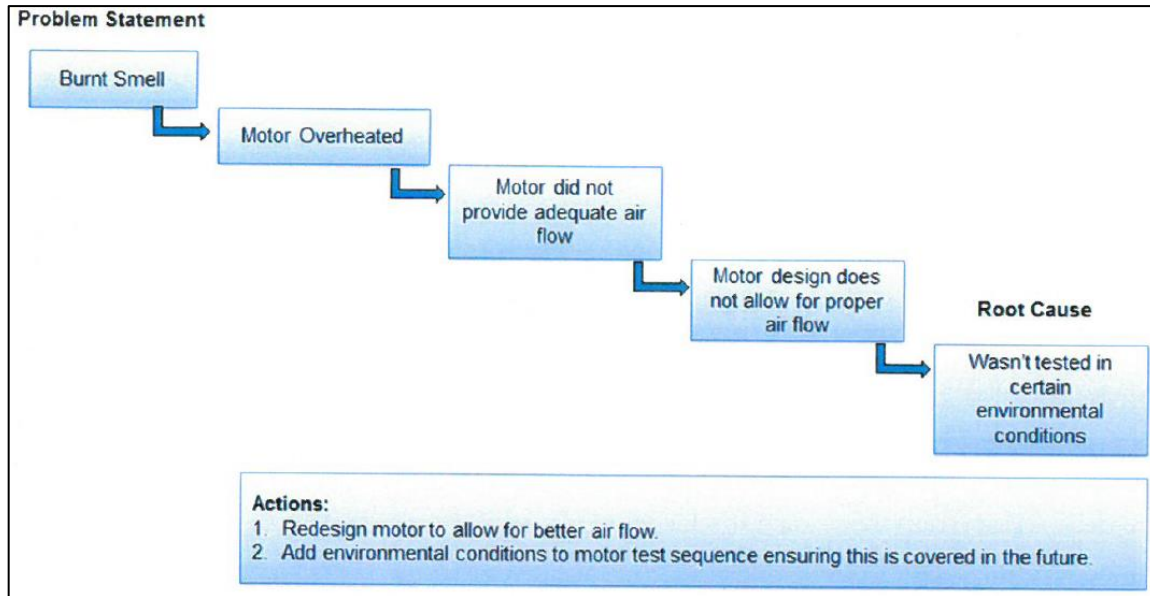 Problem Statement
Burnt Smell
Motor Overheated
Motor did not
provide adequate air
flow
Motor design does
not allow for proper
air flow
Root Cause
Wasn't tested in
certain
environmental
conditions
Actions:
1. Redesign motor to allow for better air flow.
2. Add environmental conditions to motor test sequence ensuring this is covered in the future.